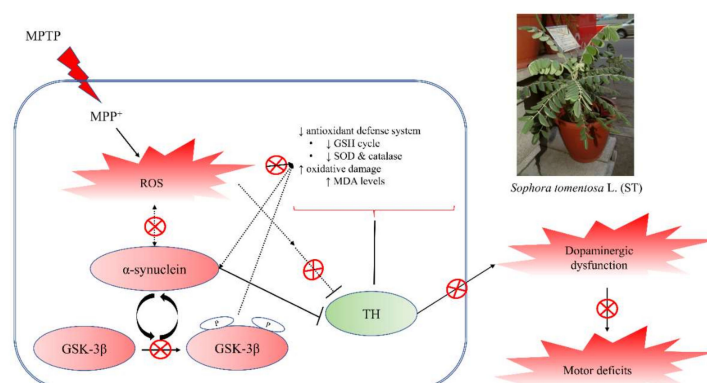 MPTP
MPP⁺
ROS
↓ antioxidant defense system
• ↓ GSH cycle
• ↓ SOD & catalase
↑ oxidative damage
↑ MDA levels
Sophora tomentosa L. (ST)
α-synuclein
Dopaminergic
dysfunction
P
P
TH
GSK-3β
GSK-3β
Motor deficits